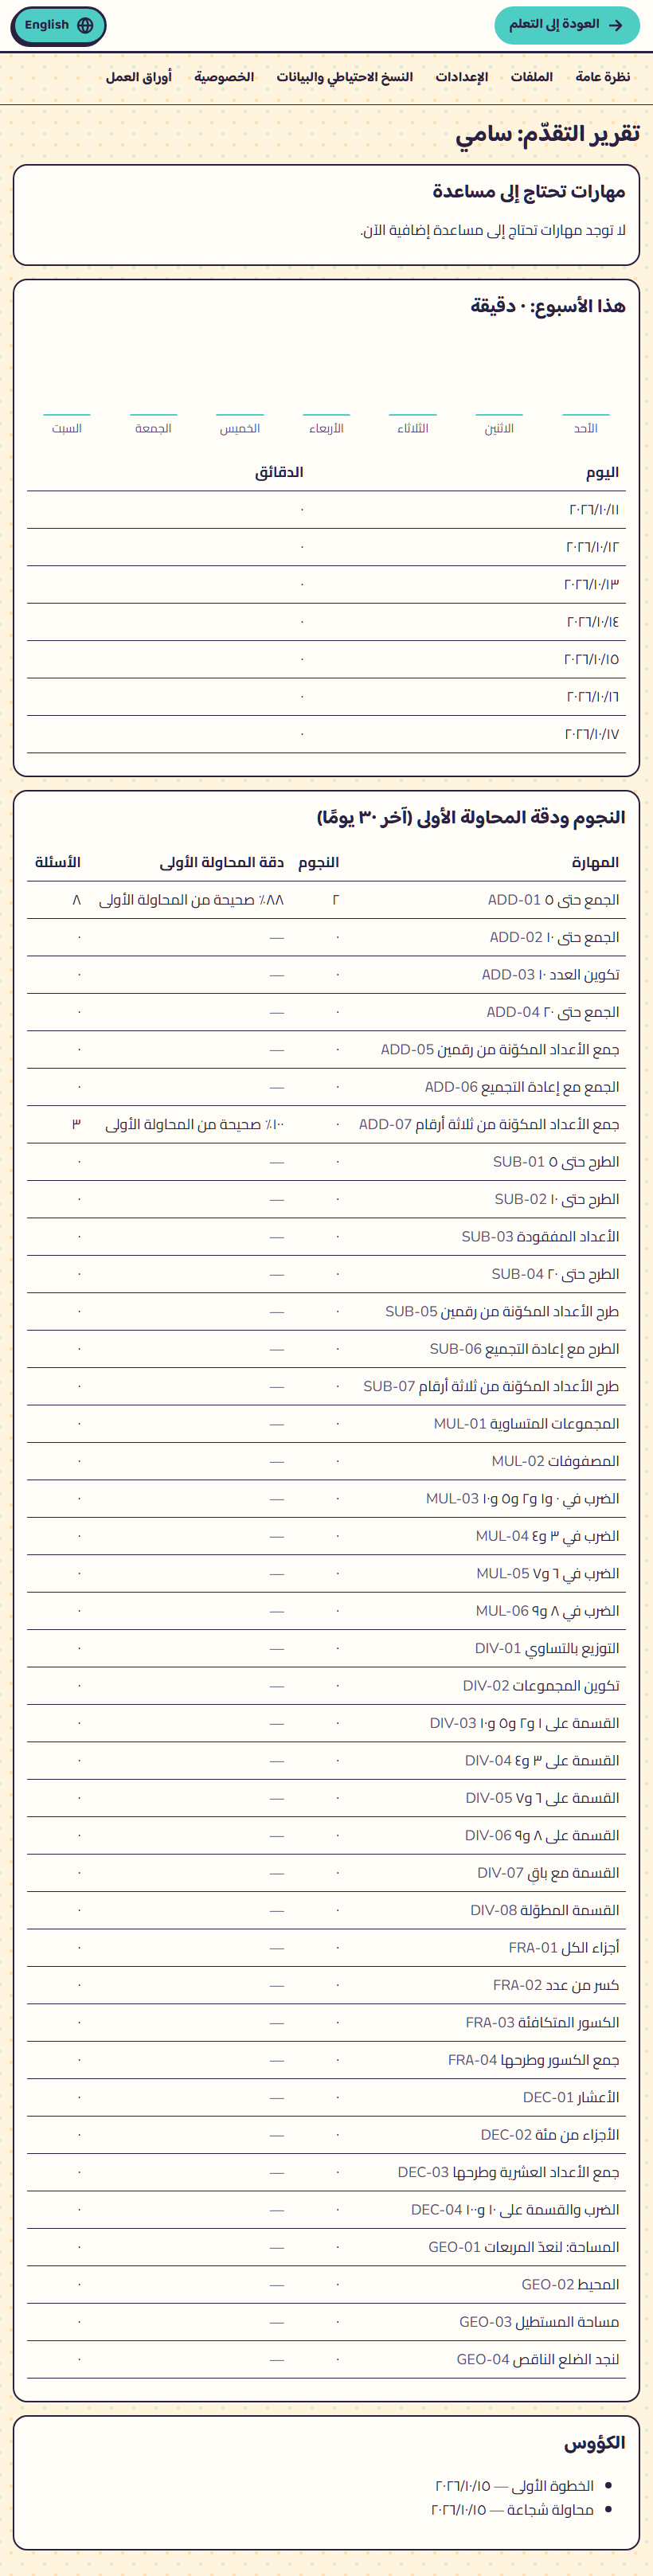 العودة إلى التعلم
English
نظرة عامة الملفات الإعدادات النسخ الاحتياطي والبيانات الخصوصية أوراق العمل
تقرير التقدّم: سامي
مهارات تحتاج إلى مساعدة
لا توجد مهارات تحتاج إلى مساعدة إضافية الآن.
هذا الأسبوع: ٠ دقيقة
الأحد الاثنين الثلاثاء الأربعاء الخميس الجمعة السبت
اليوم الدقائق
٢٠٢٦/١٠/١١ ٠
٢٠٢٦/١٠/١٢ ٠
٢٠٢٦/١٠/١٣ ٠
٢٠٢٦/١٠/١٤ ٠
٢٠٢٦/١٠/١٥ ٠
٢٠٢٦/١٠/١٦ ٠
٢٠٢٦/١٠/١٧ ٠
النجوم ودقة المحاولة الأولى (آخر ٣٠ يومًا)
المهارة النجوم دقة المحاولة الأولى الأسئلة
الجمع حتى ٥ ADD-01 ٢ ٨٨٪ صحيحة من المحاولة الأولى ٨
الجمع حتى ١٠ ADD-02 ٠ — ٠
تكوين العدد ١٠ ADD-03 ٠ — ٠
الجمع حتى ٢٠ ADD-04 ٠ — ٠
جمع الأعداد المكوّنة من رقمين ADD-05 ٠ — ٠
الجمع مع إعادة التجميع ADD-06 ٠ — ٠
جمع الأعداد المكوّنة من ثلاثة أرقام ADD-07 ٠ ١٠٠٪ صحيحة من المحاولة الأولى ٣
الطرح حتى ٥ SUB-01 ٠ — ٠
الطرح حتى ١٠ SUB-02 ٠ — ٠
الأعداد المفقودة SUB-03 ٠ — ٠
الطرح حتى ٢٠ SUB-04 ٠ — ٠
طرح الأعداد المكوّنة من رقمين SUB-05 ٠ — ٠
الطرح مع إعادة التجميع SUB-06 ٠ — ٠
طرح الأعداد المكوّنة من ثلاثة أرقام SUB-07 ٠ — ٠
المجموعات المتساوية MUL-01 ٠ — ٠
المصفوفات MUL-02 ٠ — ٠
الضرب في ٠ و١ و٢ و٥ و١٠ MUL-03 ٠ — ٠
الضرب في ٣ و٤ MUL-04 ٠ — ٠
الضرب في ٦ و٧ MUL-05 ٠ — ٠
الضرب في ٨ و٩ MUL-06 ٠ — ٠
التوزيع بالتساوي DIV-01 ٠ — ٠
تكوين المجموعات DIV-02 ٠ — ٠
القسمة على ١ و٢ و٥ و١٠ DIV-03 ٠ — ٠
القسمة على ٣ و٤ DIV-04 ٠ — ٠
القسمة على ٦ و٧ DIV-05 ٠ — ٠
القسمة على ٨ و٩ DIV-06 ٠ — ٠
القسمة مع باقٍ DIV-07 ٠ — ٠
القسمة المطوّلة DIV-08 ٠ — ٠
أجزاء الكل FRA-01 ٠ — ٠
كسر من عدد FRA-02 ٠ — ٠
الكسور المتكافئة FRA-03 ٠ — ٠
جمع الكسور وطرحها FRA-04 ٠ — ٠
الأعشار DEC-01 ٠ — ٠
الأجزاء من مئة DEC-02 ٠ — ٠
جمع الأعداد العشرية وطرحها DEC-03 ٠ — ٠
الضرب والقسمة على ١٠ و١٠٠ DEC-04 ٠ — ٠
المساحة: لنعدّ المربعات GEO-01 ٠ — ٠
المحيط GEO-02 ٠ — ٠
مساحة المستطيل GEO-03 ٠ — ٠
لنجد الضلع الناقص GEO-04 ٠ — ٠
الكؤوس
الخطوة الأولى — ٢٠٢٦/١٠/١٥
محاولة شجاعة — ٢٠٢٦/١٠/١٥